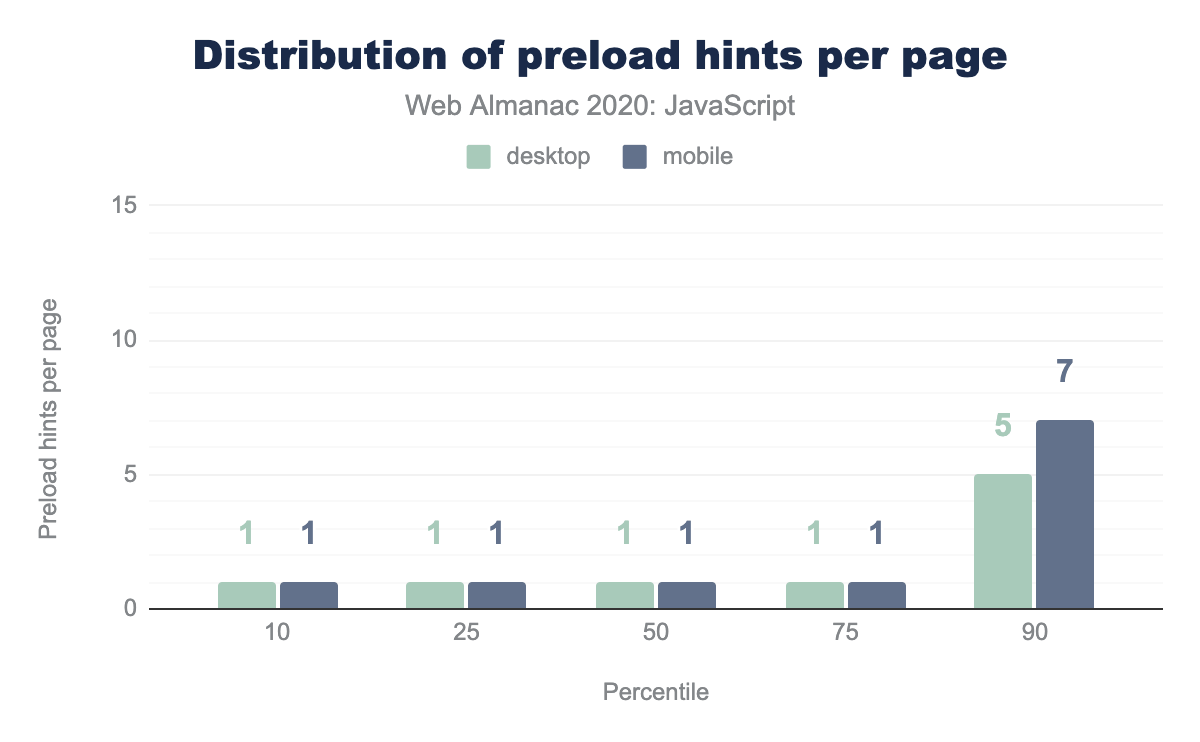 Distribution of preload hints per page
Web Almanac 2020: JavaScript
desktop mobile
Preload hints per page
15
10
5
0
1 1 1 1 1 1 1 1 5 7
10 25 50 75 90
Percentile